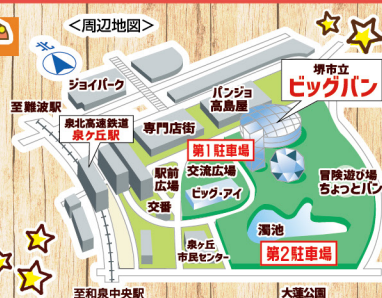 ＜周辺地図＞
北
ジョイパーク
至難波駅
泉北高速鉄道
泉ケ丘駅
専門店街
パンジョ
高島屋
堺市立
ビッグバン
第1駐車場
駅前
広場
交流広場
冒険遊び場
ちょっとバン
ビッグ・アイ
交番
濁池
泉ヶ丘
市民センター
第2駐車場
至和泉中央駅
大蓮公園